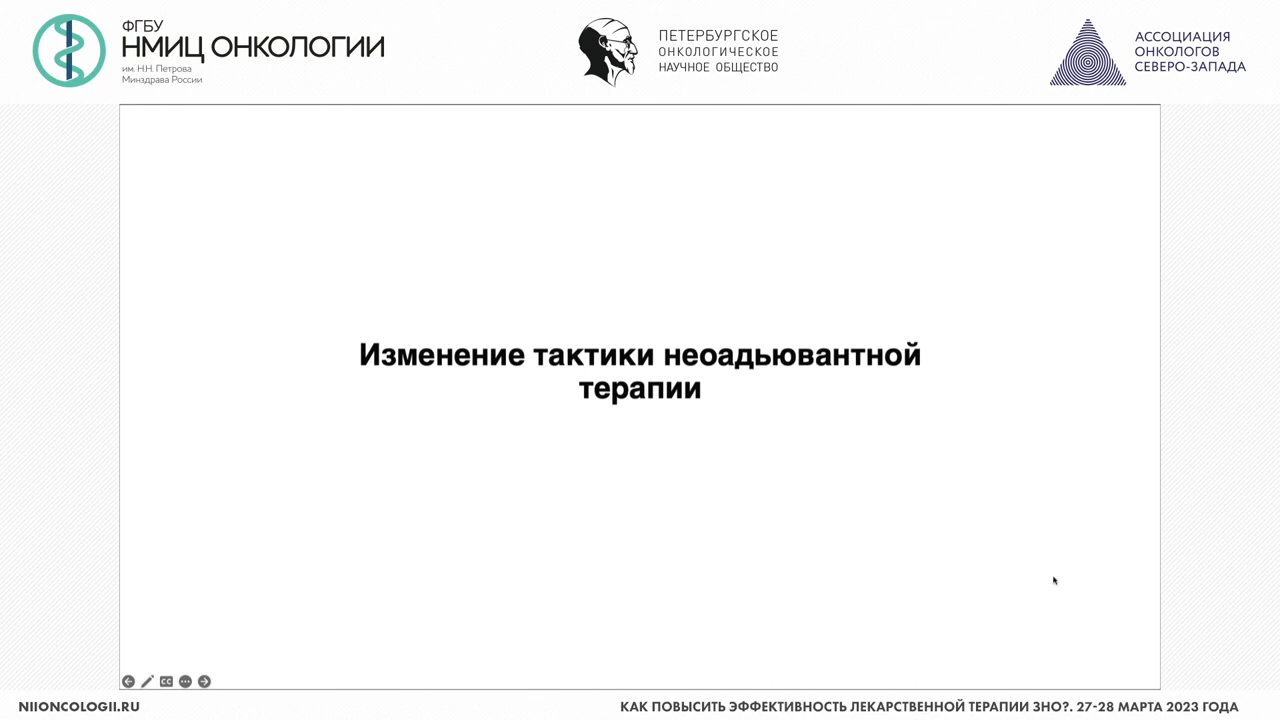 ФГБУ
НМИЦ ОНКОЛОГИИ
им. Н.Н. Петрова
Минздрава России
ПЕТЕРБУРГСКОЕ
ОНКОЛОГИЧЕСКОЕ
НАУЧНОЕ ОБЩЕСТВО
АССОЦИАЦИЯ
ОНКОЛОГОВ
СЕВЕРО-ЗАПАДА
Изменение тактики неоадьювантной
терапии
CC
NIIONCOLOGII.RU
КАК ПОВЫСИТЬ ЭФФЕКТИВНОСТЬ ЛЕКАРСТВЕННОЙ ТЕРАПИИ ЗНО?. 27-28 МАРТА 2023 ГОДА